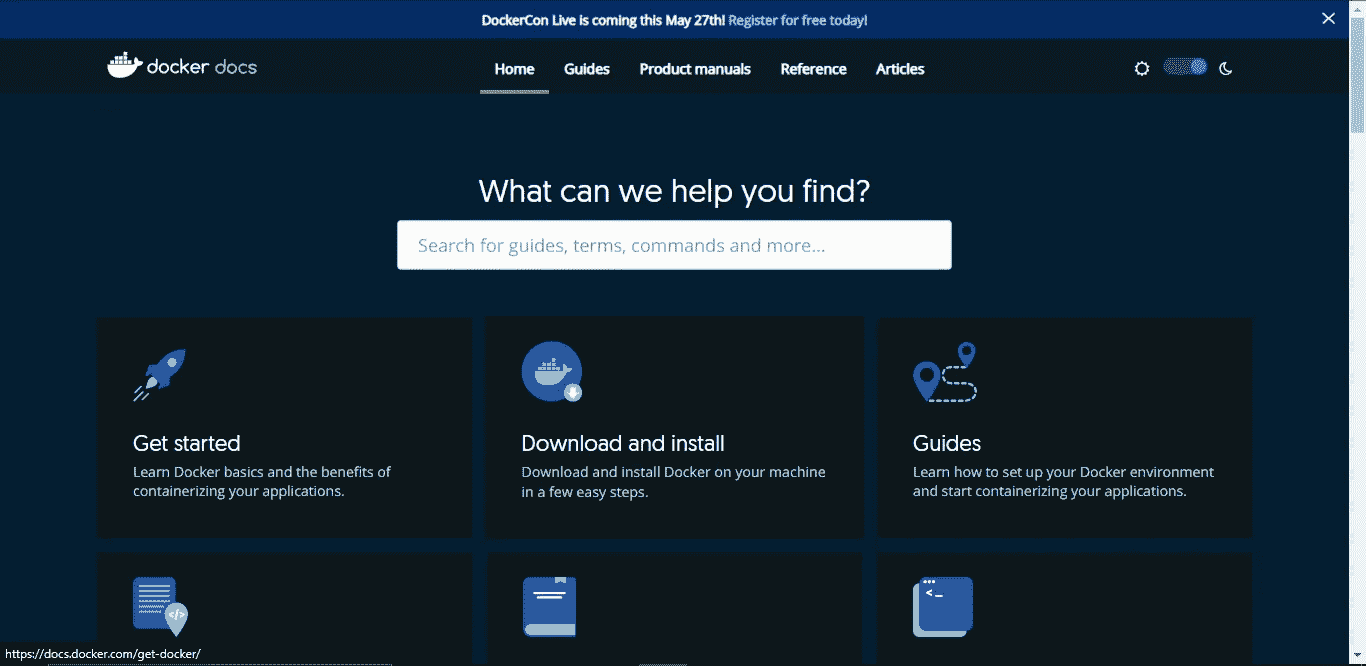 DockerCon Live is coming this May 27th! Register for free today!
docker docs
Home Guides Product manuals Reference Articles
What can we help you find?
Search for guides, terms, commands and more...
Get started
Learn Docker basics and the benefits of
containerizing your applications.
Download and install
Download and install Docker on your machine
in a few easy steps.
Guides
Learn how to set up your Docker environment
and start containerizing your applications.
https://docs.docker.com/get-docker/